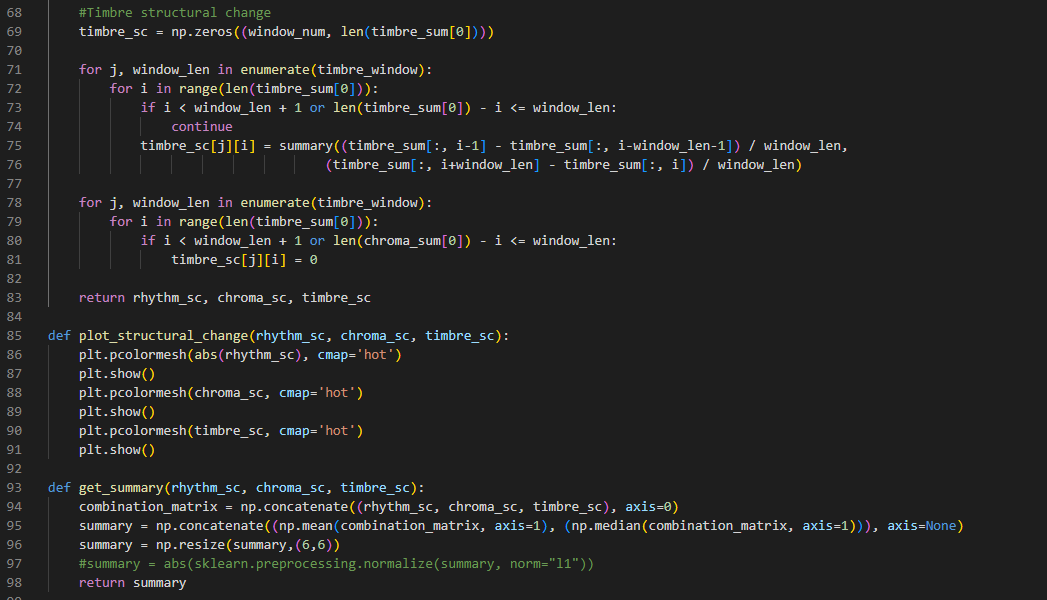 68 #Timbre structural change
69 timbre_sc = np.zeros((window_num, len(timbre_sum[0])))
70
71 for j, window_len in enumerate(timbre_window):
72 for i in range(len(timbre_sum[0])):
73 if i < window_len + 1 or len(timbre_sum[0]) - i <= window_len:
74 continue
75 timbre_sc[j][i] = summary((timbre_sum[:, i-1] - timbre_sum[:, i-window_len-1]) / window_len,
76 (timbre_sum[:, i+window_len] - timbre_sum[:, i]) / window_len)
77
78 for j, window_len in enumerate(timbre_window):
79 for i in range(len(timbre_sum[0])):
80 if i < window_len + 1 or len(chroma_sum[0]) - i <= window_len:
81 timbre_sc[j][i] = 0
82
83 return rhythm_sc, chroma_sc, timbre_sc
84
85 def plot_structural_change(rhythm_sc, chroma_sc, timbre_sc):
86 plt.pcolormesh(abs(rhythm_sc), cmap='hot')
87 plt.show()
88 plt.pcolormesh(chroma_sc, cmap='hot')
89 plt.show()
90 plt.pcolormesh(timbre_sc, cmap='hot')
91 plt.show()
92
93 def get_summary(rhythm_sc, chroma_sc, timbre_sc):
94 combination_matrix = np.concatenate((rhythm_sc, chroma_sc, timbre_sc), axis=0)
95 summary = np.concatenate((np.mean(combination_matrix, axis=1), (np.median(combination_matrix, axis=1))), axis=None)
96 summary = np.resize(summary,(6,6))
97 #summary = abs(sklearn.preprocessing.normalize(summary, norm="l1"))
98 return summary